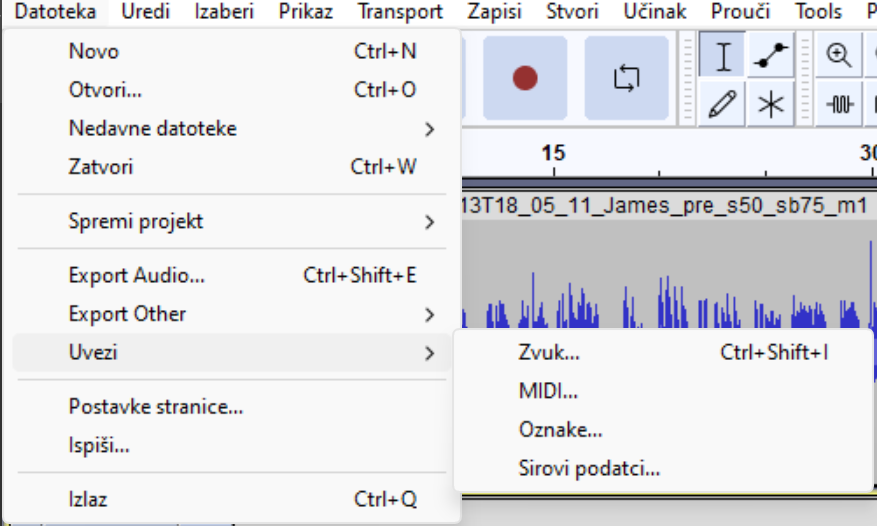 Datoteka Uredi Izaberi Prikaz Transport Zapisi Stvori Učinak Prouči Tools
Novo Ctrl+N
Otvori... Ctrl+O
Nedavne datoteke
Zatvori Ctrl+W
Spremi projekt
Export Audio... Ctrl+Shift+E
Export Other
Uvezi
Postavke stranice...
Ispiši...
Izlaz Ctrl+Q
15 30
13T18_05_11_James_pre_s50_sb75_m1
Zvuk... Ctrl+Shift+I
MIDI...
Oznake...
Sirovi podatci...